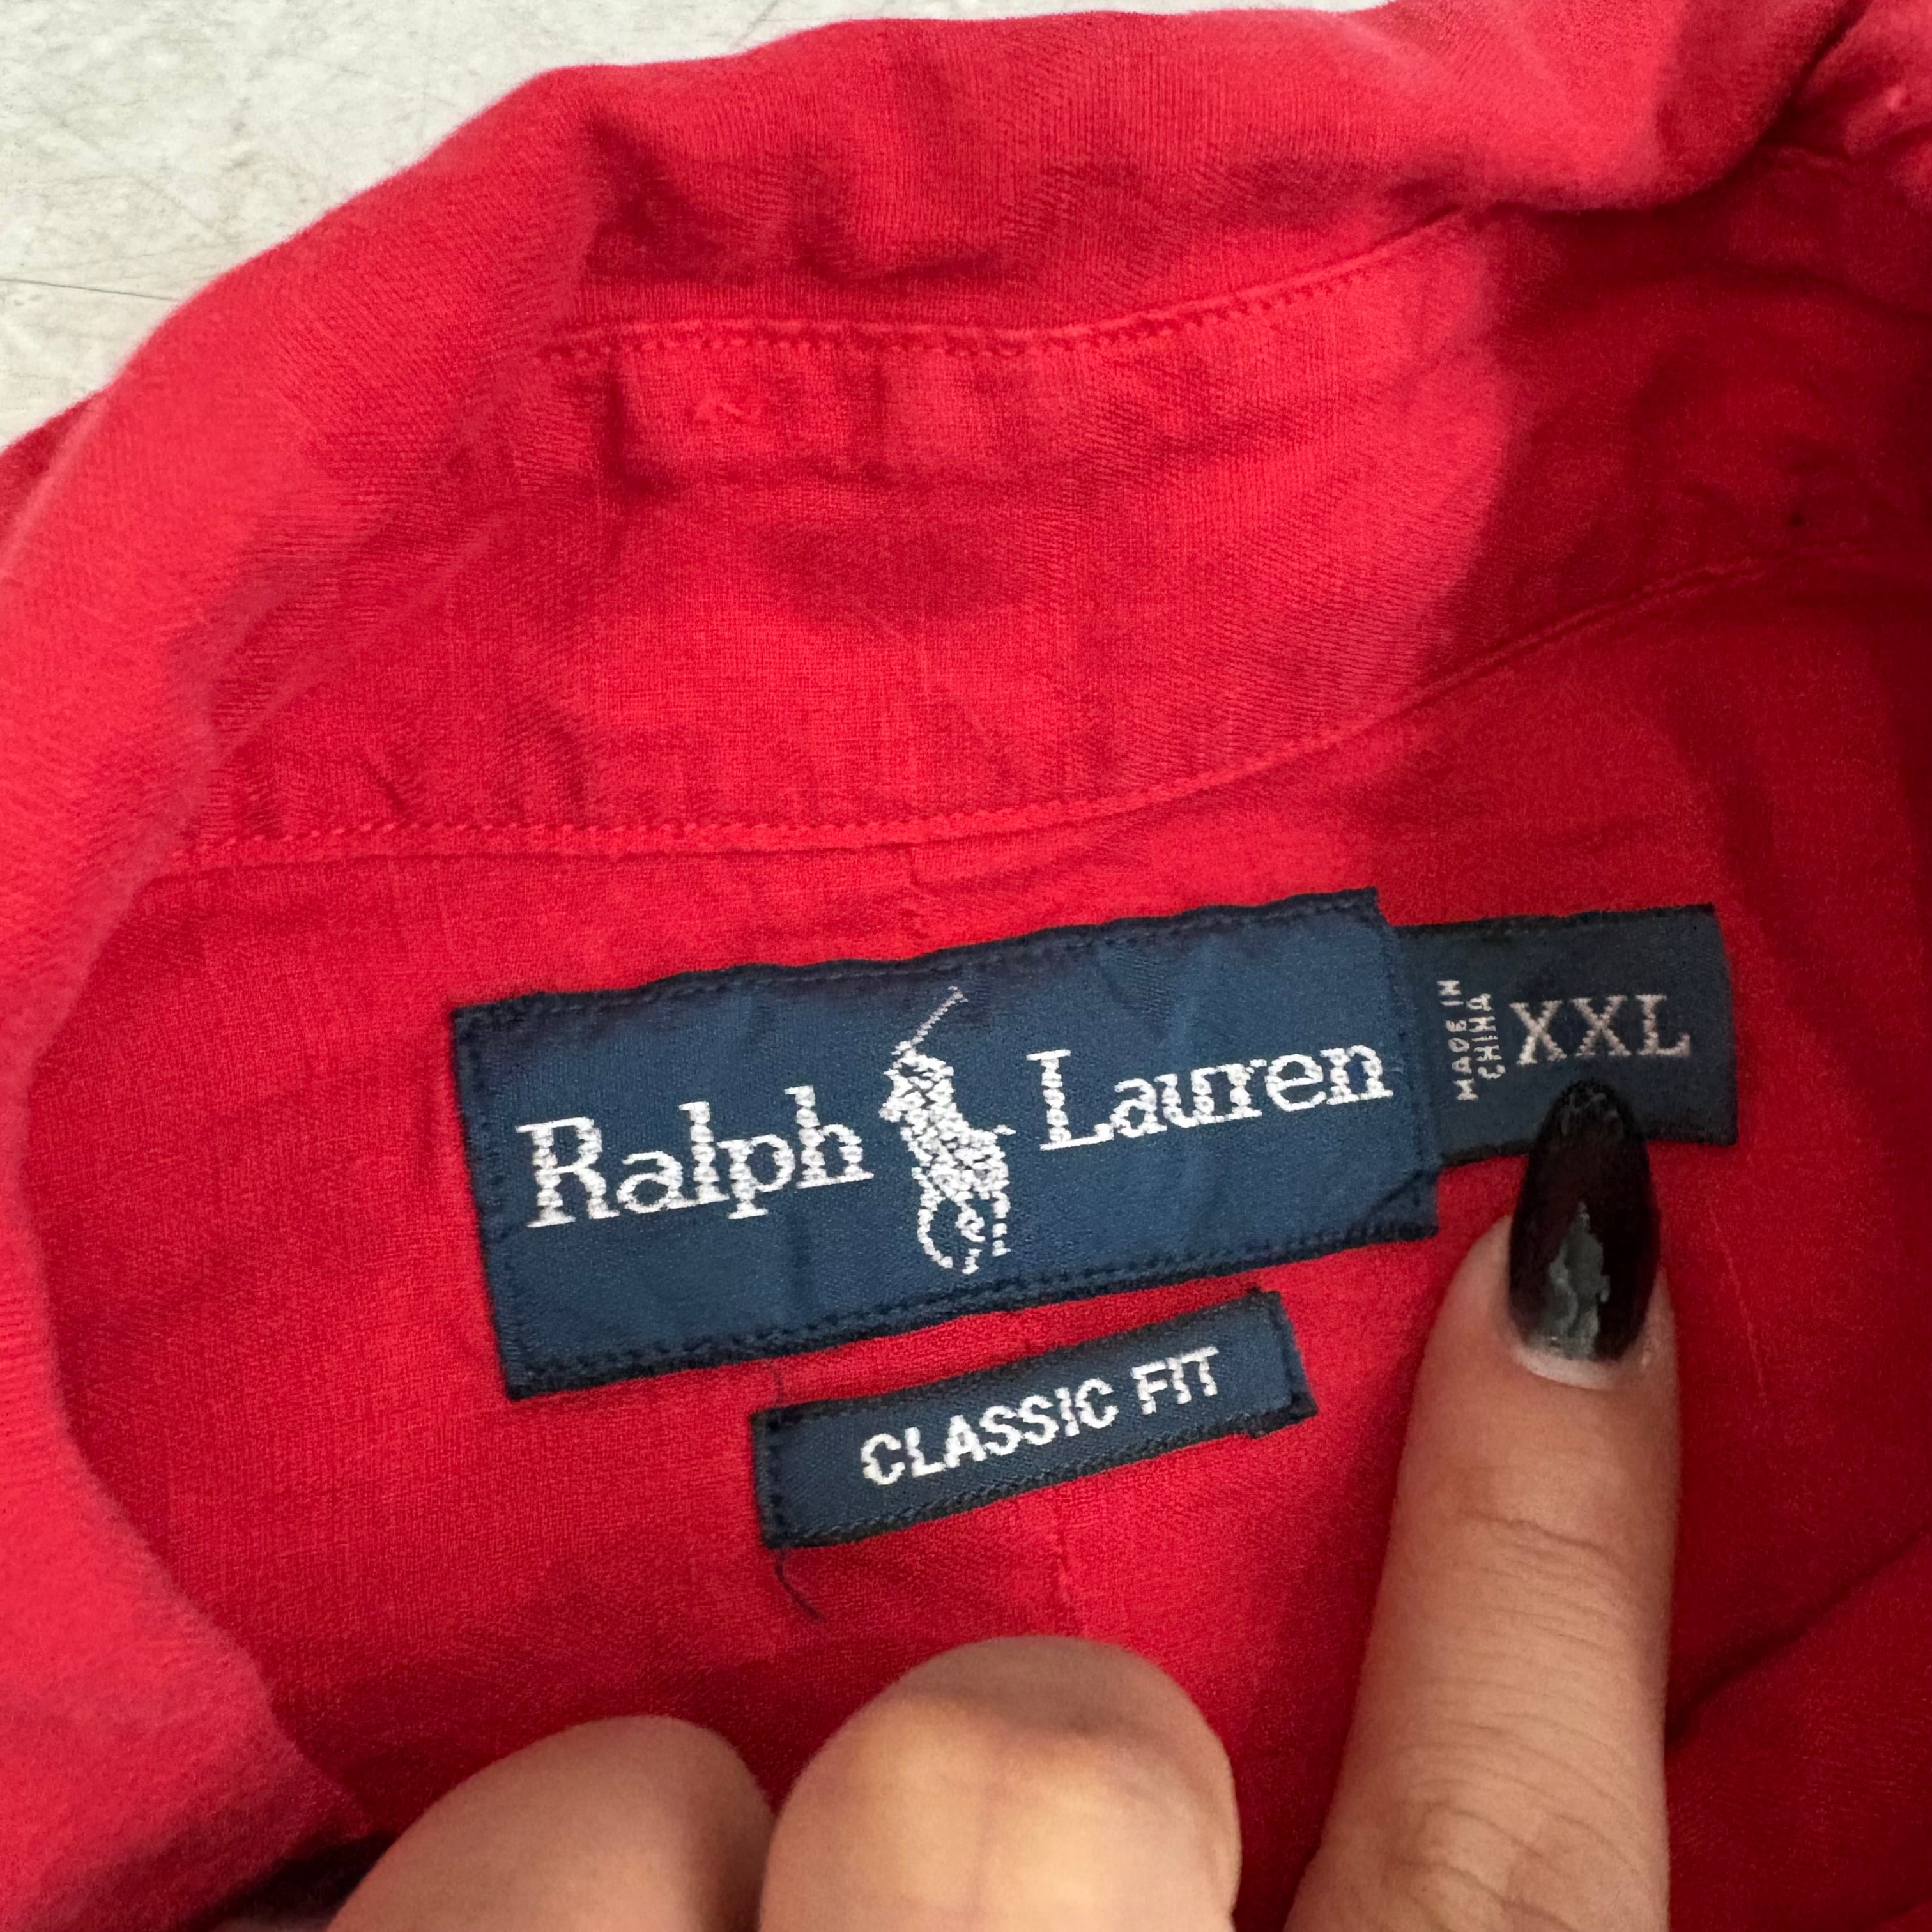 Ralph Lauren
MADE IN
CHINA
XXL
CLASSIC FIT